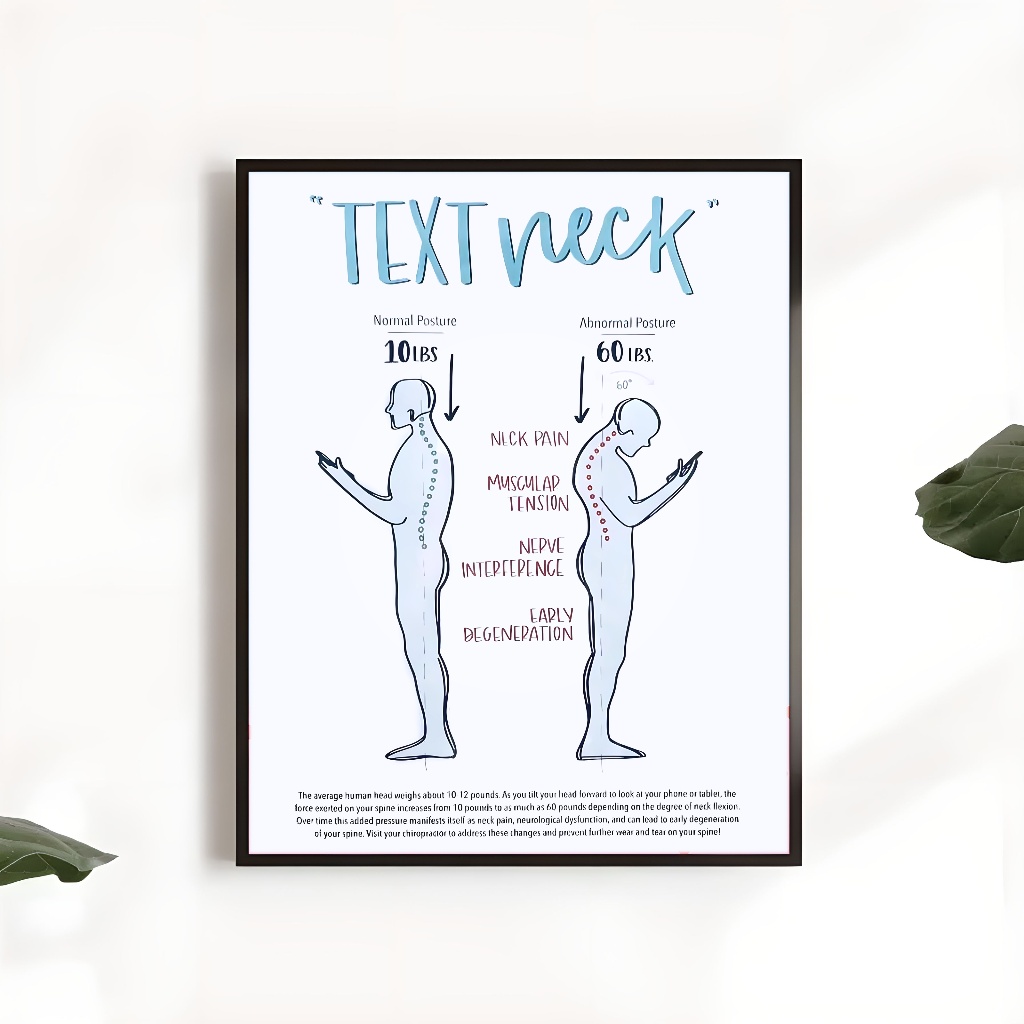 "TEXT neck"
Normal Posture
10 LBS
Abnormal Posture
60 LBS.
60°
NECK PAIN
MUSCULAR
TENSION
NERVE
INTERFERENCE
EARLY
DEGENERATION
The average human head weighs about 10-12 pounds. As you tilt your head forward to look at your phone or tablet, the
force exerted on your spine increases from 10 pounds to as much as 60 pounds depending on the degree of neck flexion.
Over time this added pressure manifests itself as neck pain, neurological dysfunction, and can lead to early degeneration
of your spine. Visit your chiropractor to address these changes and prevent further wear and tear on your spine!